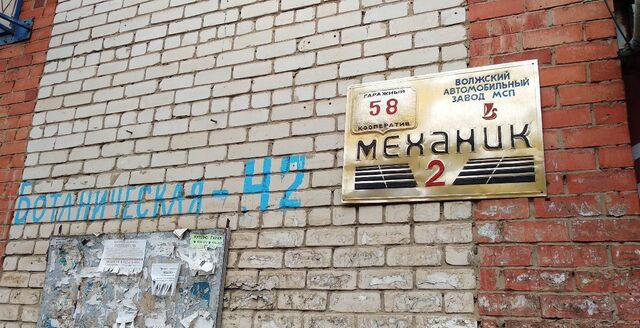 ГАРАЖНЫЙ
58
КООПЕРАТИВ
ВОЛЖСКИЙ
АВТОМОБИЛЬНЫЙ
ЗАВОД МСП
МЕХАНИК
2
БОТАНИЧЕСКАЯ - 42